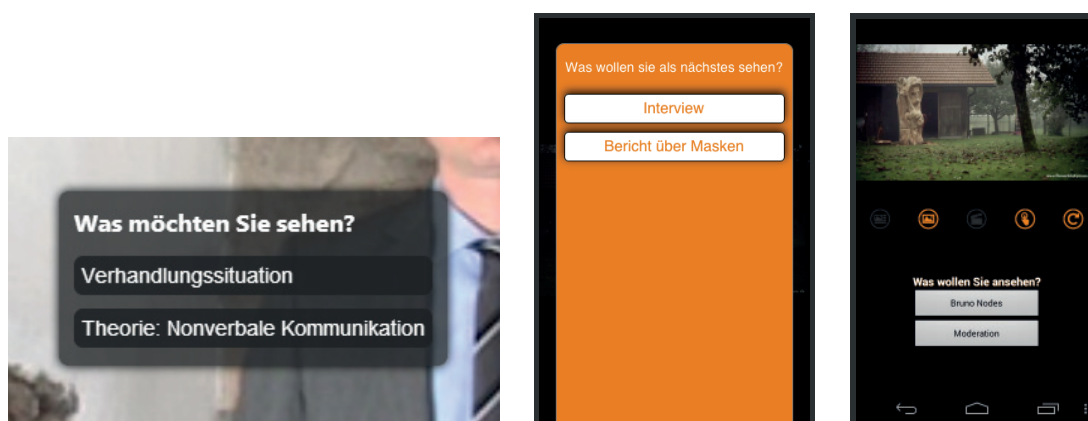 Was möchten Sie sehen?
Verhandlungssituation
Theorie: Nonverbale Kommunikation
Was wollen sie als nächstes sehen?
Interview
Bericht über Masken
Was wollen Sie ansehen?
Bruno Nodes
Moderation